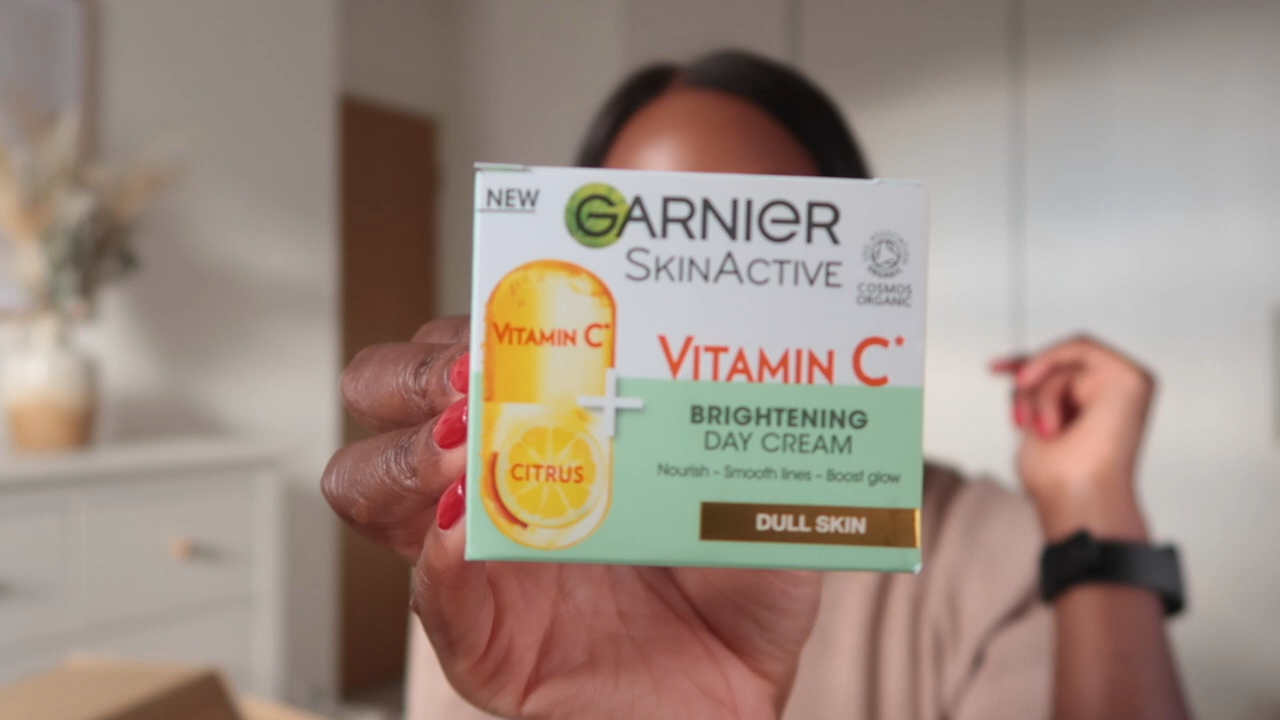 NEW
GARNIER
SKINACTIVE
COSMOS
ORGANIC
VITAMIN C*
VITAMIN C*
+
CITRUS
BRIGHTENING
DAY CREAM
Nourish - Smooth lines - Boost glow
DULL SKIN